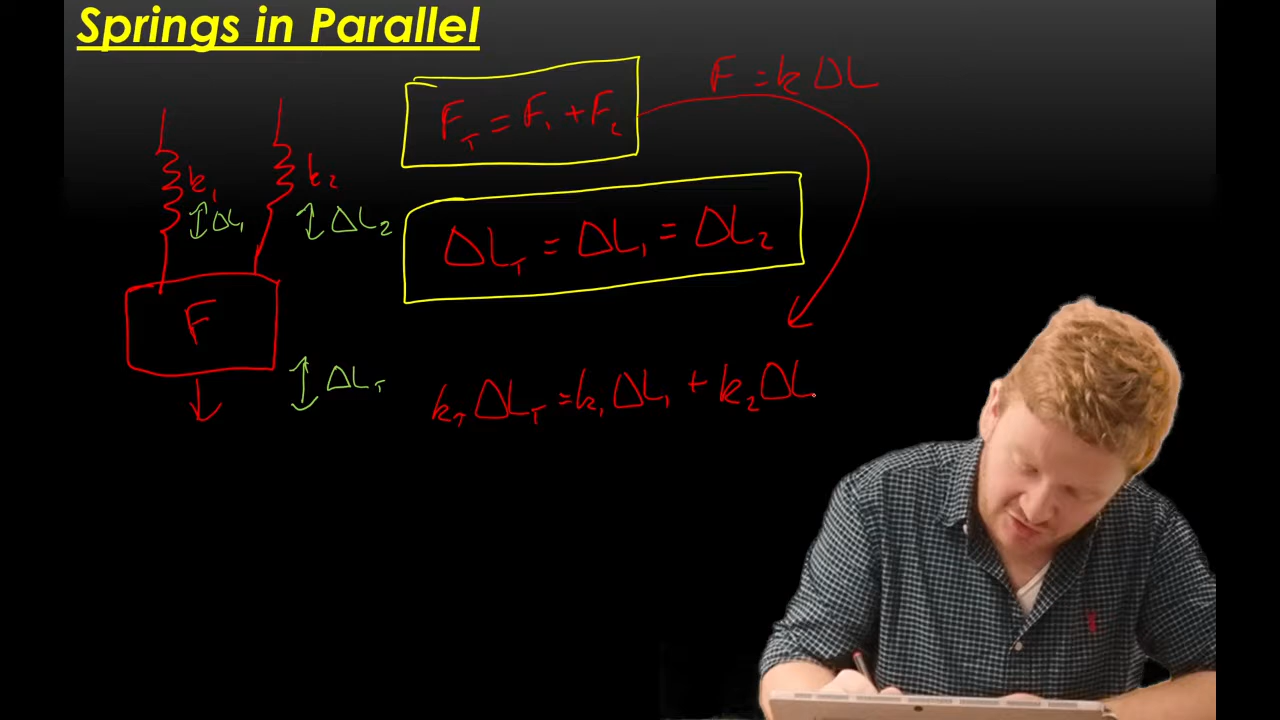 Springs in Parallel
F = k ΔL
F_T = F_1 + F_2
k_1
k_2
ΔL_1
ΔL_2
ΔL_T = ΔL_1 = ΔL_2
F
ΔL_T
k_T ΔL_T = k_1 ΔL_1 + k_2 ΔL